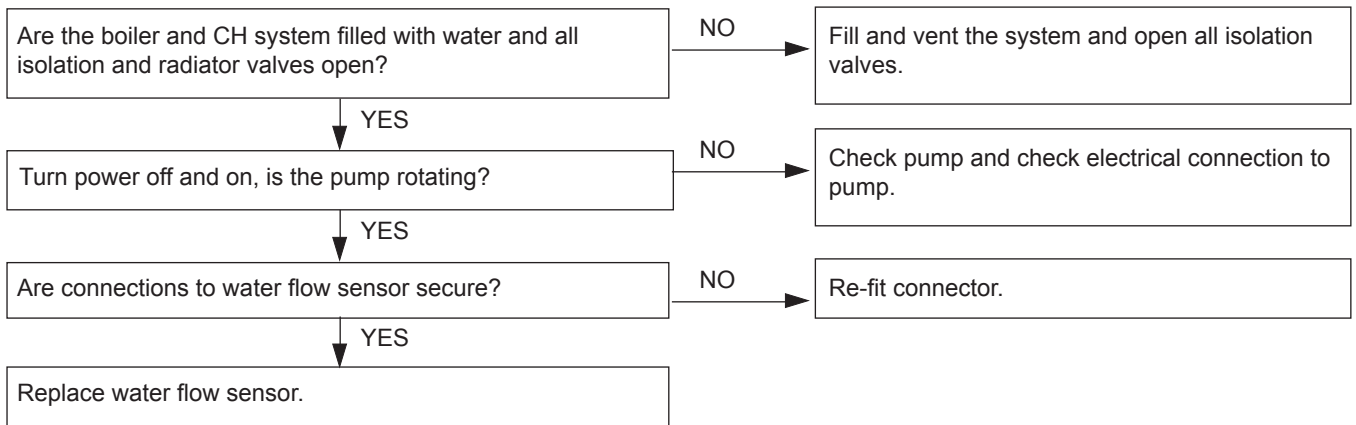 Are the boiler and CH system filled with water and all
isolation and radiator valves open?
NO
Fill and vent the system and open all isolation
valves.
YES
Turn power off and on, is the pump rotating?
NO
Check pump and check electrical connection to
pump.
YES
Are connections to water flow sensor secure?
NO
Re-fit connector.
YES
Replace water flow sensor.